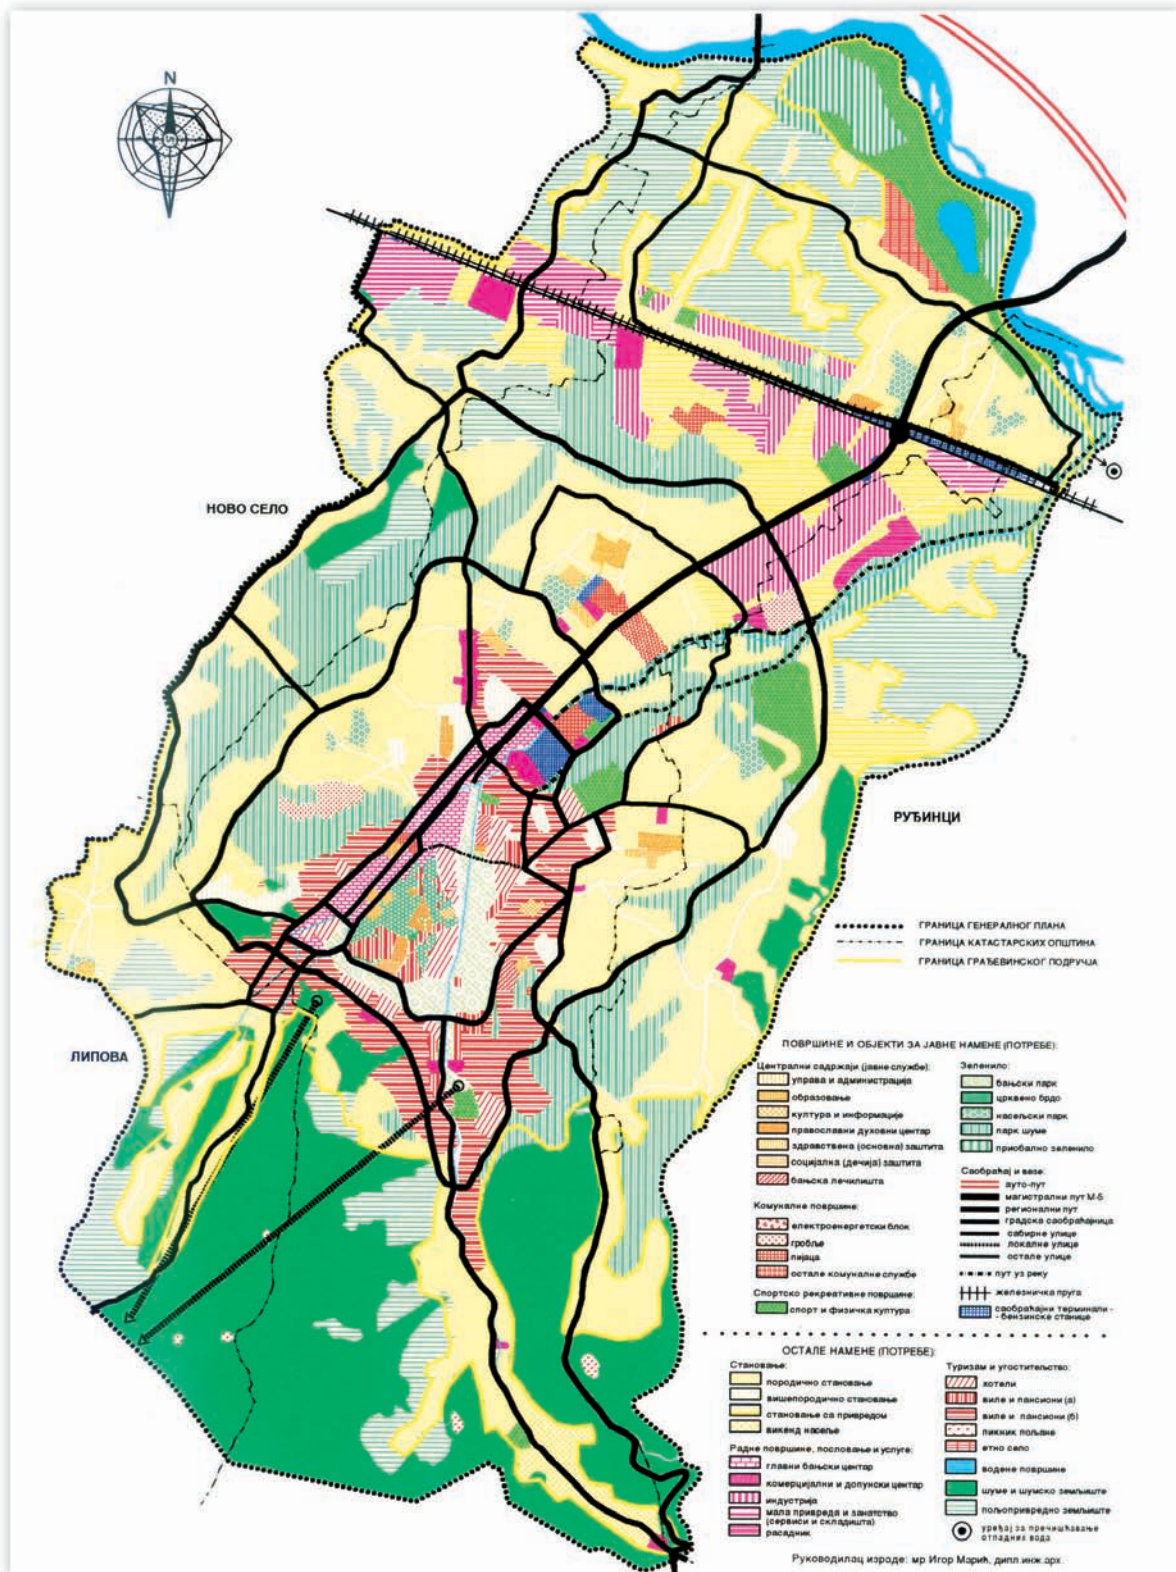 N
S
НОВО СЕЛО
РУЂИНЦИ
ЛИПОВА
ГРАНИЦА ГЕНЕРАЛНОГ ПЛАНА
ГРАНИЦА КАТАСТАРСКИХ ОПШТИНА
ГРАНИЦА ГРАЂЕВИНСКОГ ПОДРУЧЈА
ПОВРШИНЕ И ОБЈЕКТИ ЗА ЈАВНЕ НАМЕНЕ (ПОТРЕБЕ):
Централни садржаји (јавне службе):
управа и администрација
образовање
култура и информације
православни духовни центар
здравствена (основна) заштита
социјална (дечија) заштита
бањска лечилишта
Комуналне површине:
електроенергетски блок
гробље
пијаца
остале комуналне службе
Спортско рекреативне површине:
спорт и физичка култура
Зеленило:
бањски парк
црквено брдо
насељски парк
парк шуме
приобално зеленило
Саобраћај и везе:
ауто-пут
магистрални пут М-5
регионални пут
градска саобраћајница
сабирне улице
локалне улице
остале улице
пут уз реку
железничка пруга
саобраћајни терминали -
- бензинске станице
ОСТАЛЕ НАМЕНЕ (ПОТРЕБЕ):
Становање:
породично становање
вишепородично становање
становање са привредом
викенд насеље
Радне површине, пословање и услуге:
главни бањски центар
комерцијални и допунски центар
индустрија
мала привреда и занатство
(сервиси и складишта)
расадник
Туризам и угоститељство:
хотели
виле и пансиони (а)
виле и пансиони (б)
пикник пољане
етно село
водене површине
шуме и шумско земљиште
пољопривредно земљиште
уређај за пречишћавање
отпадних вода
Руководилац израде: мр Игор Марић, дипл.инж.арх.